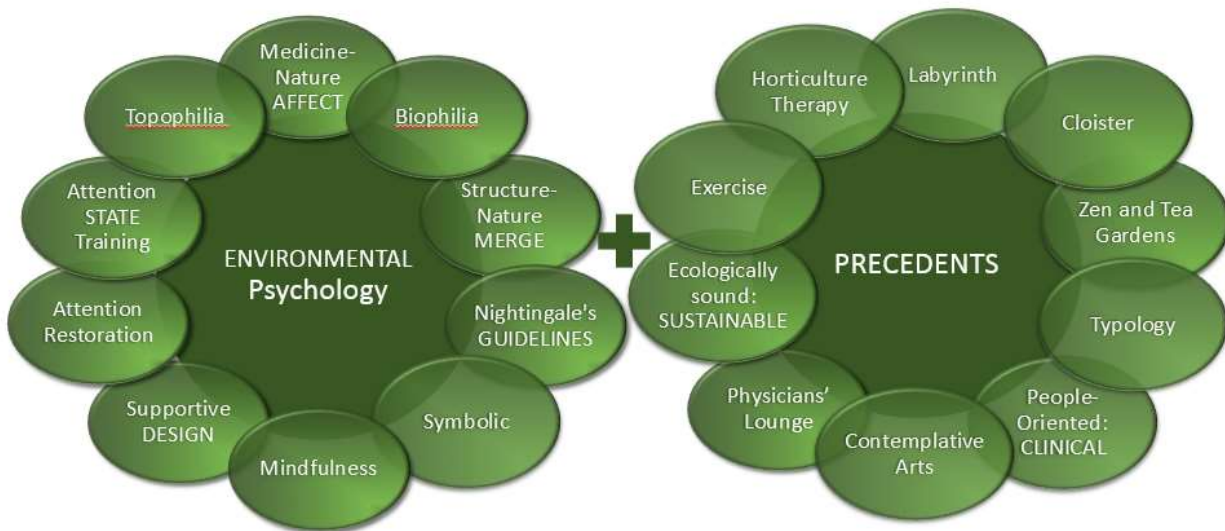 Medicine-
Nature
AFFECT
Biophilia
Structure-
Nature
MERGE
Nightingale's
GUIDELINES
Symbolic
Mindfulness
Supportive
DESIGN
Attention
Restoration
Attention
STATE
Training
Topophilia
ENVIRONMENTAL
Psychology
+
Labyrinth
Cloister
Zen and Tea
Gardens
Typology
People-
Oriented:
CLINICAL
Contemplative
Arts
Physicians’
Lounge
Ecologically
sound:
SUSTAINABLE
Exercise
Horticulture
Therapy
PRECEDENTS